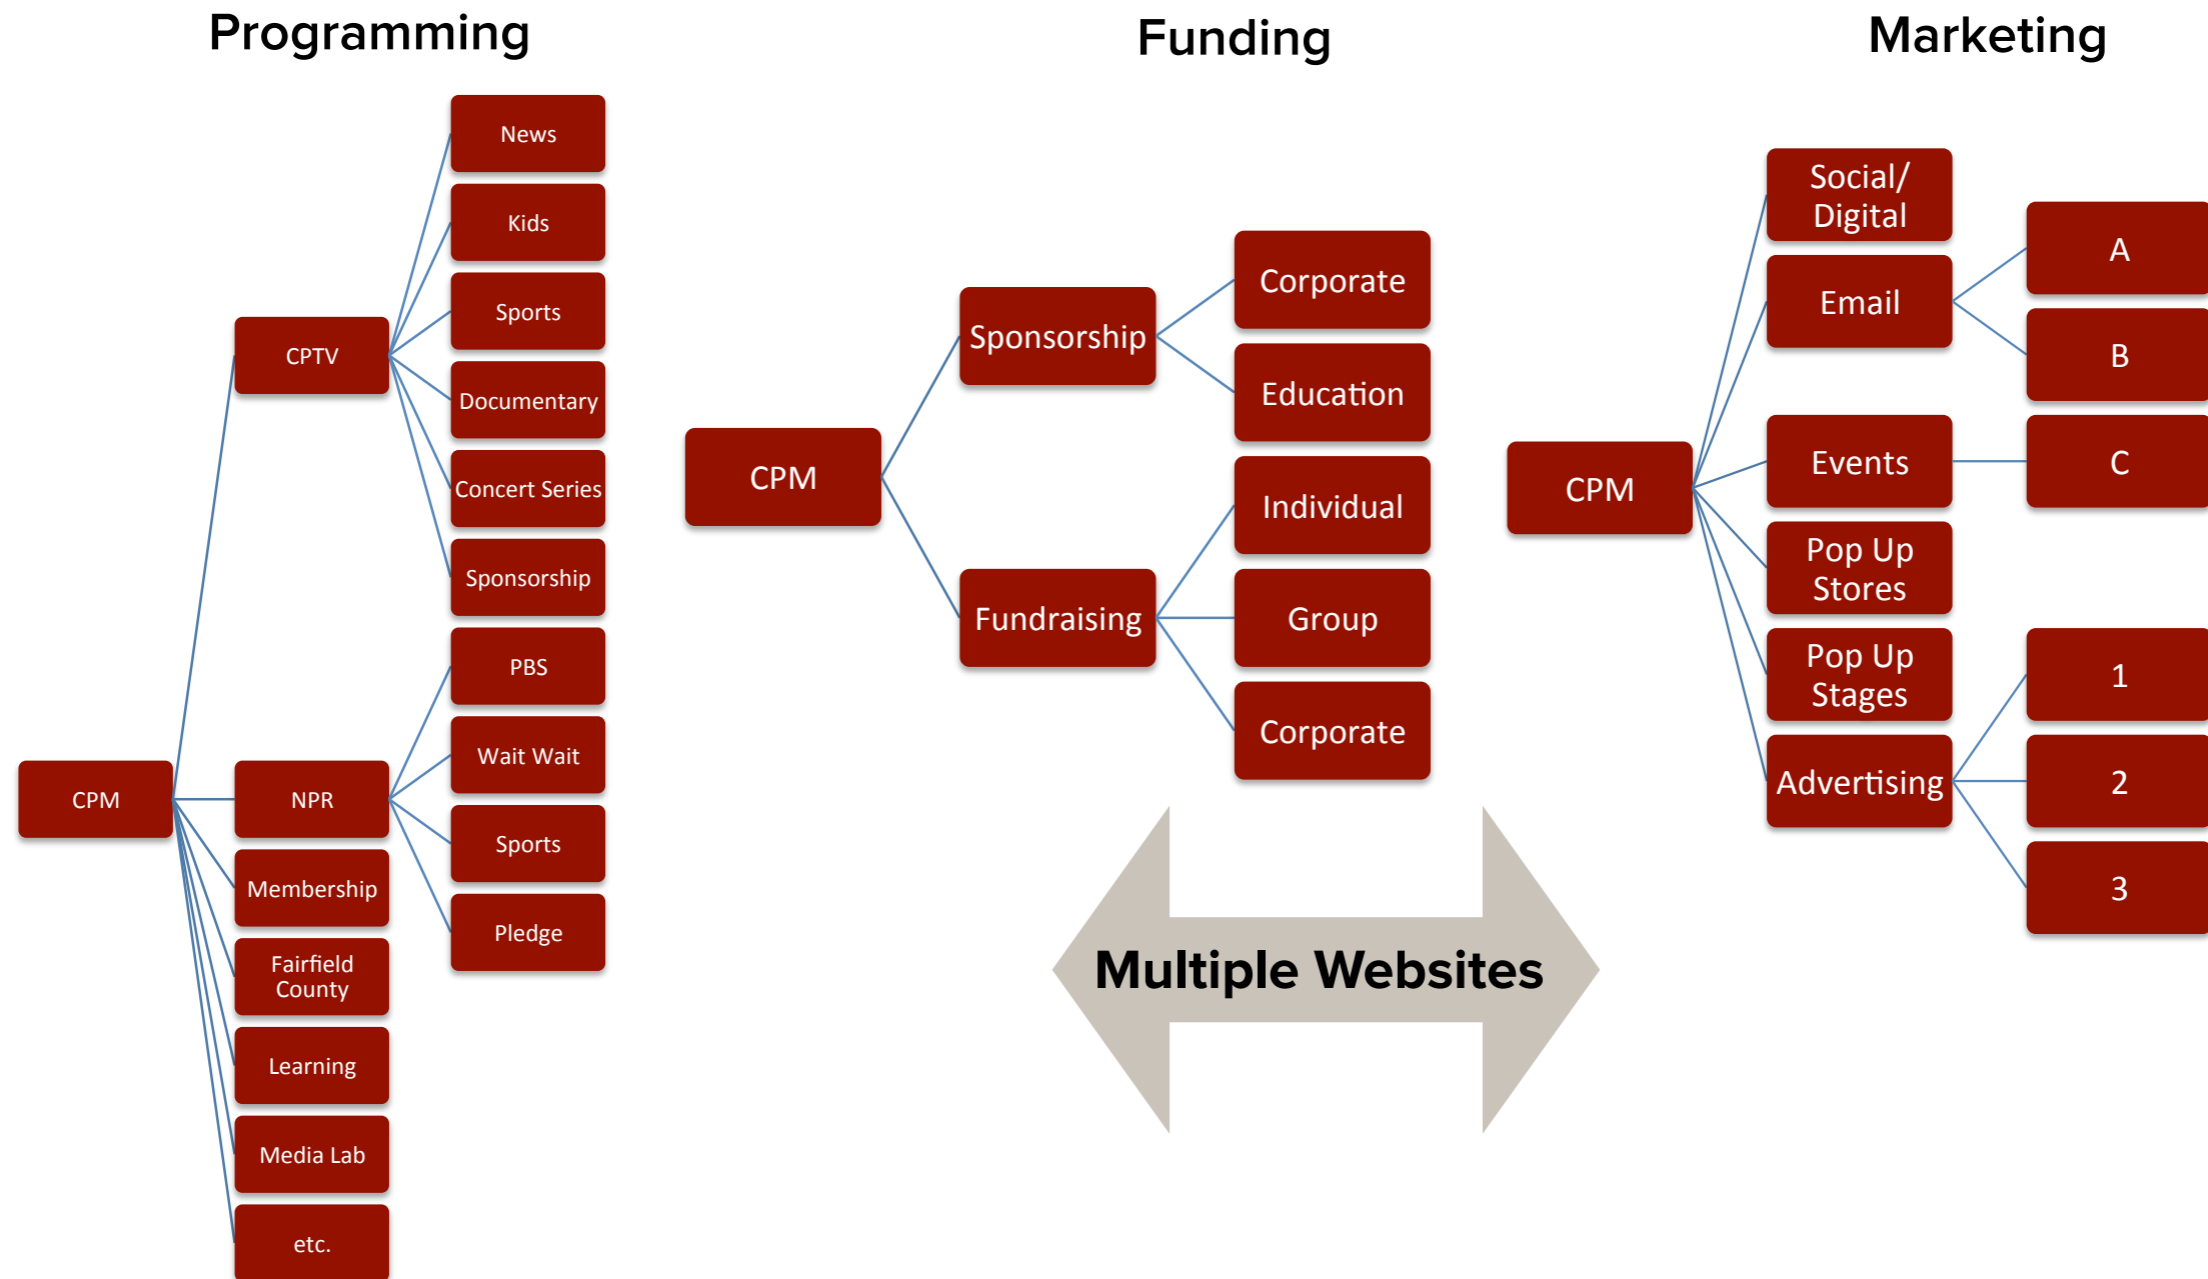 Programming
News
Kids
Sports
CPTV
Documentary
Concert Series
Sponsorship
PBS
Wait Wait
CPM
NPR
Sports
Membership
Pledge
Fairfield
County
Learning
Media Lab
etc.
Funding
Corporate
Sponsorship
Education
CPM
Individual
Fundraising
Group
Corporate
Marketing
Social/
Digital
A
Email
B
Events
C
CPM
Pop Up
Stores
Pop Up
Stages
1
Advertising
2
3
Multiple Websites